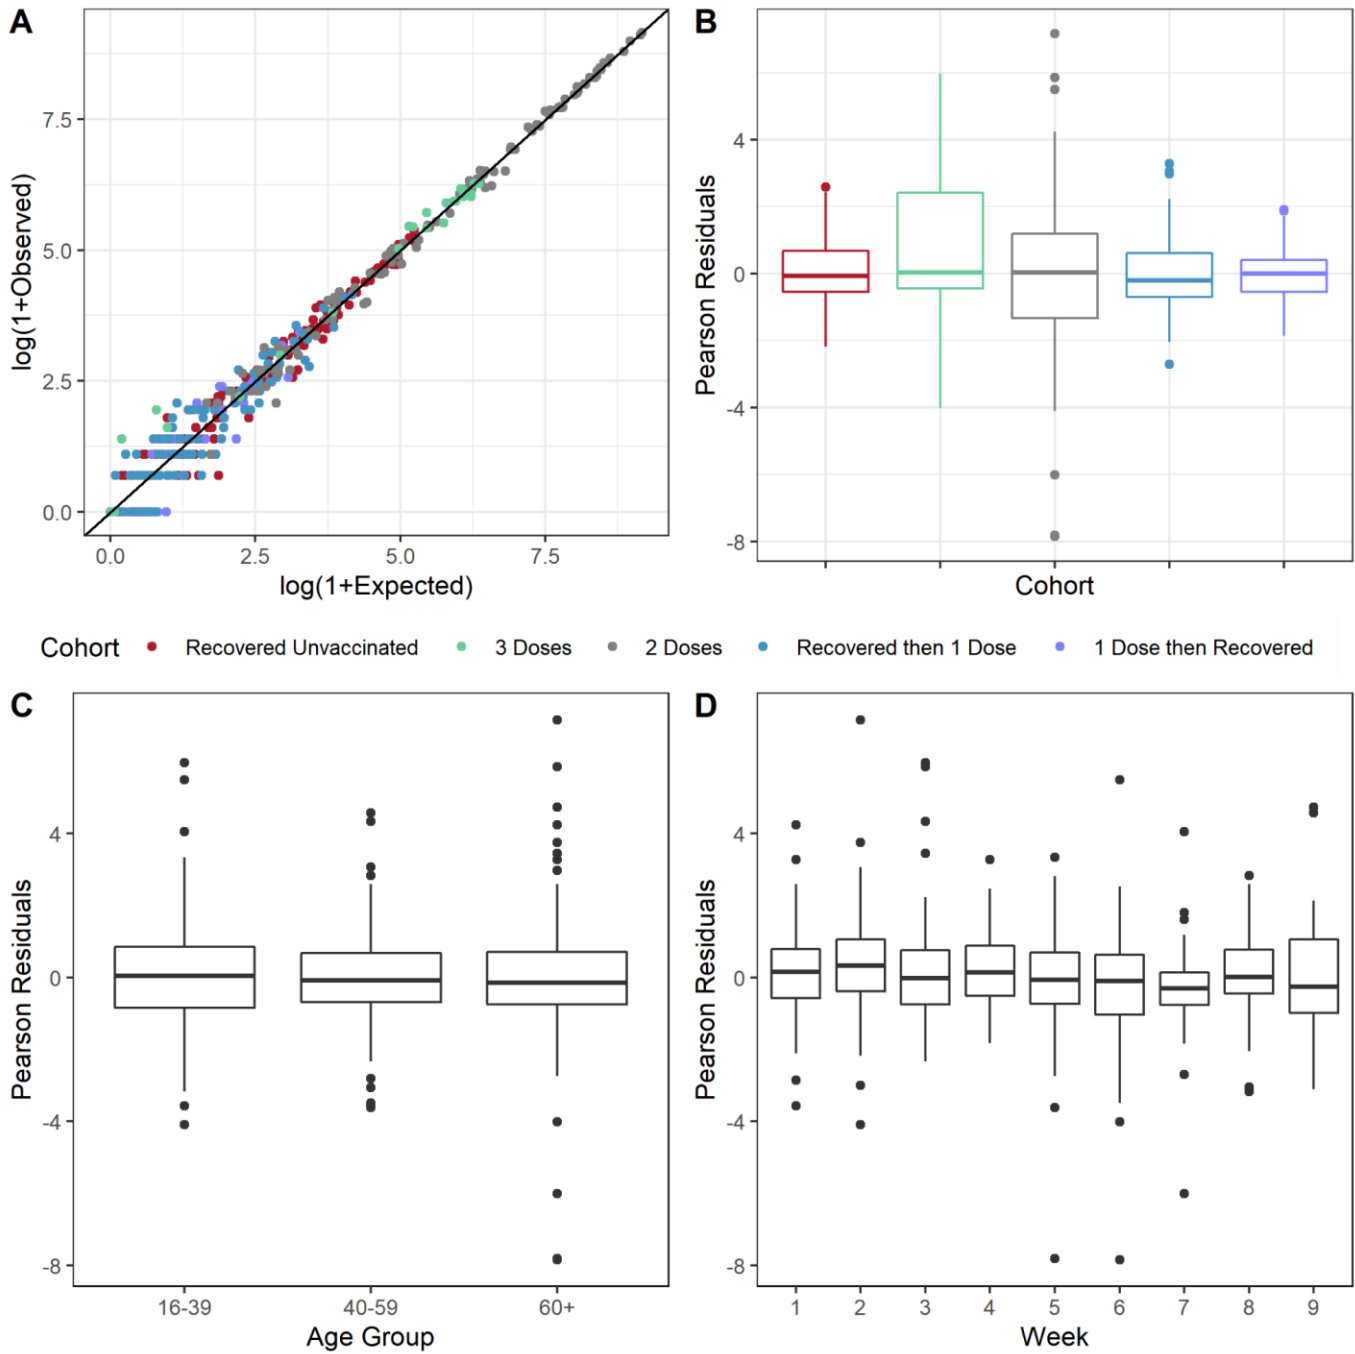 A
log(1+Observed)
7.5
5.0
2.5
0.0
0.0 2.5 5.0 7.5
log(1+Expected)
B
Pearson Residuals
4
0
-4
-8
Cohort
Cohort Recovered Unvaccinated 3 Doses 2 Doses Recovered then 1 Dose 1 Dose then Recovered
C
Pearson Residuals
4
0
-4
-8
16-39 40-59 60+
Age Group
D
Pearson Residuals
4
0
-4
-8
1 2 3 4 5 6 7 8 9
Week